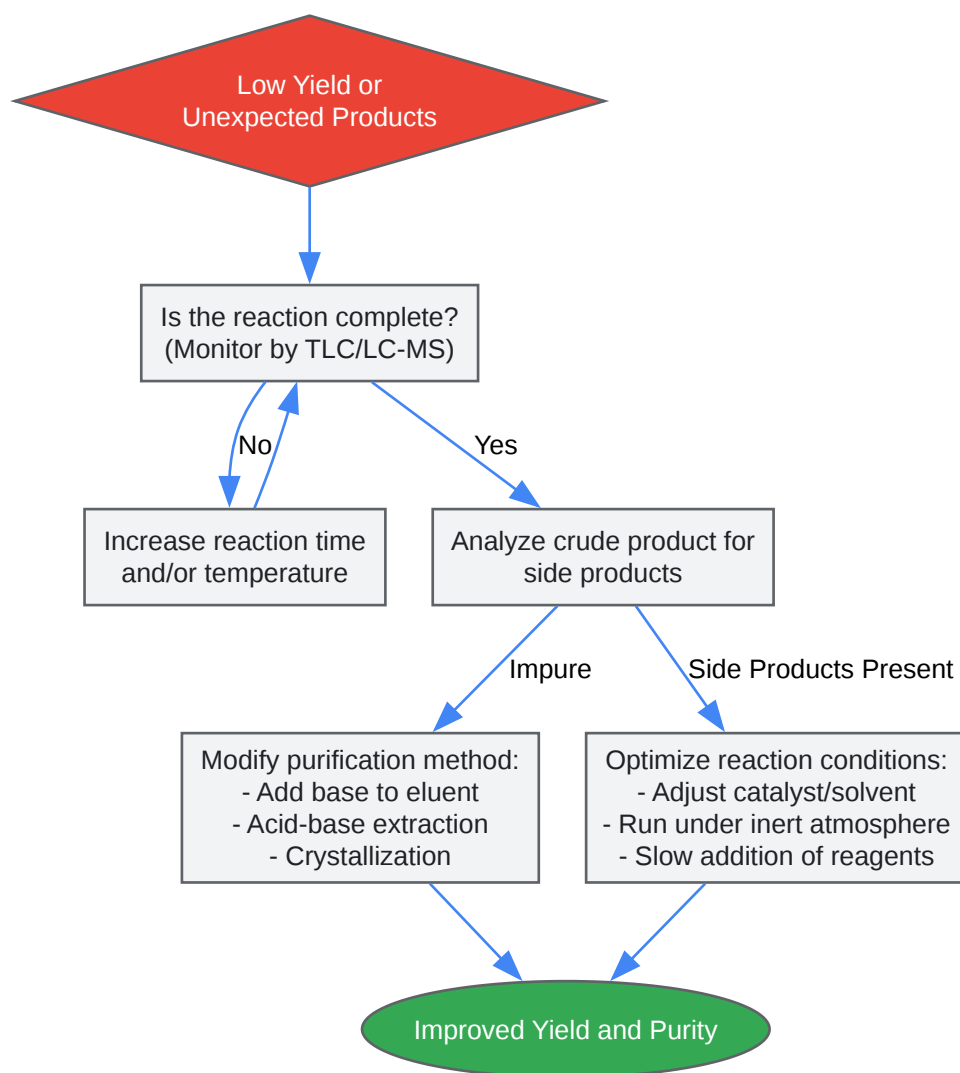 Low Yield or
Unexpected Products
Is the reaction complete?
(Monitor by TLC/LC-MS)
No
Yes
Increase reaction time
and/or temperature
Analyze crude product for
side products
Impure
Side Products Present
Modify purification method:
- Add base to eluent
- Acid-base extraction
- Crystallization
Optimize reaction conditions:
- Adjust catalyst/solvent
- Run under inert atmosphere
- Slow addition of reagents
Improved Yield and Purity